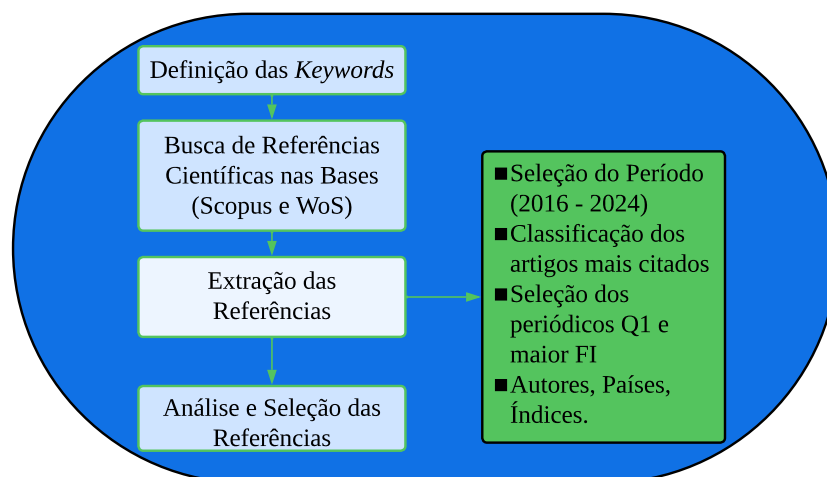 Definição das Keywords
Busca de Referências
Científicas nas Bases
(Scopus e WoS)
Extração das
Referências
Análise e Seleção das
Referências
■Seleção do Período
(2016 - 2024)
■Classificação dos
artigos mais citados
■Seleção dos
periódicos Q1 e
maior FI
■Autores, Países,
Índices.